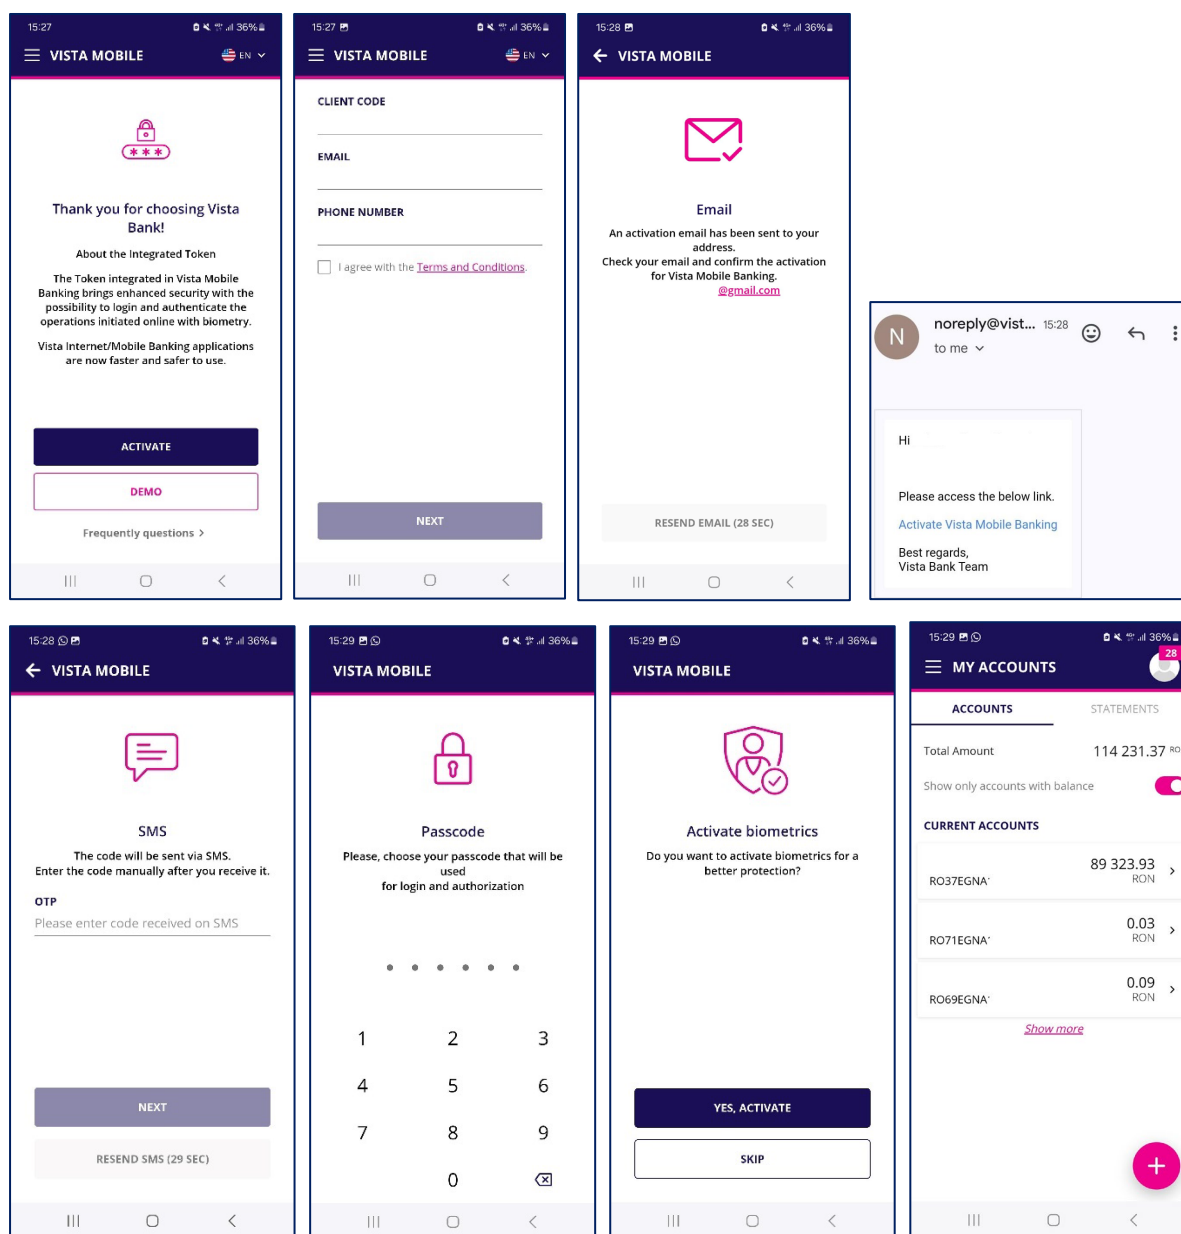 15:27 36%
VISTA MOBILE EN
Thank you for choosing Vista
Bank!
About the Integrated Token
The Token integrated in Vista Mobile
Banking brings enhanced security with the
possibility to login and authenticate the
operations initiated online with biometry.
Vista Internet/Mobile Banking applications
are now faster and safer to use.
ACTIVATE
DEMO
Frequently questions >
15:27 36%
VISTA MOBILE EN
CLIENT CODE
EMAIL
PHONE NUMBER
I agree with the Terms and Conditions.
NEXT
15:28 36%
VISTA MOBILE
Email
An activation email has been sent to your
address.
Check your email and confirm the activation
for Vista Mobile Banking.
@gmail.com
RESEND EMAIL (28 SEC)
N
noreply@vist... 15:28
to me
Hi
Please access the below link.
Activate Vista Mobile Banking
Best regards,
Vista Bank Team
15:28 36%
VISTA MOBILE
SMS
The code will be sent via SMS.
Enter the code manually after you receive it.
OTP
Please enter code received on SMS
NEXT
RESEND SMS (29 SEC)
15:29 36%
VISTA MOBILE
Passcode
Please, choose your passcode that will be
used
for login and authorization
1 2 3
4 5 6
7 8 9
0
15:29 36%
VISTA MOBILE
Activate biometrics
Do you want to activate biometrics for a
better protection?
YES, ACTIVATE
SKIP
15:29 36%
MY ACCOUNTS 28
ACCOUNTS STATEMENTS
Total Amount 114 231.37 RO
Show only accounts with balance
CURRENT ACCOUNTS
89 323.93
RO37EGNA RON
0.03
RO71EGNA RON
0.09
RO69EGNA RON
Show more